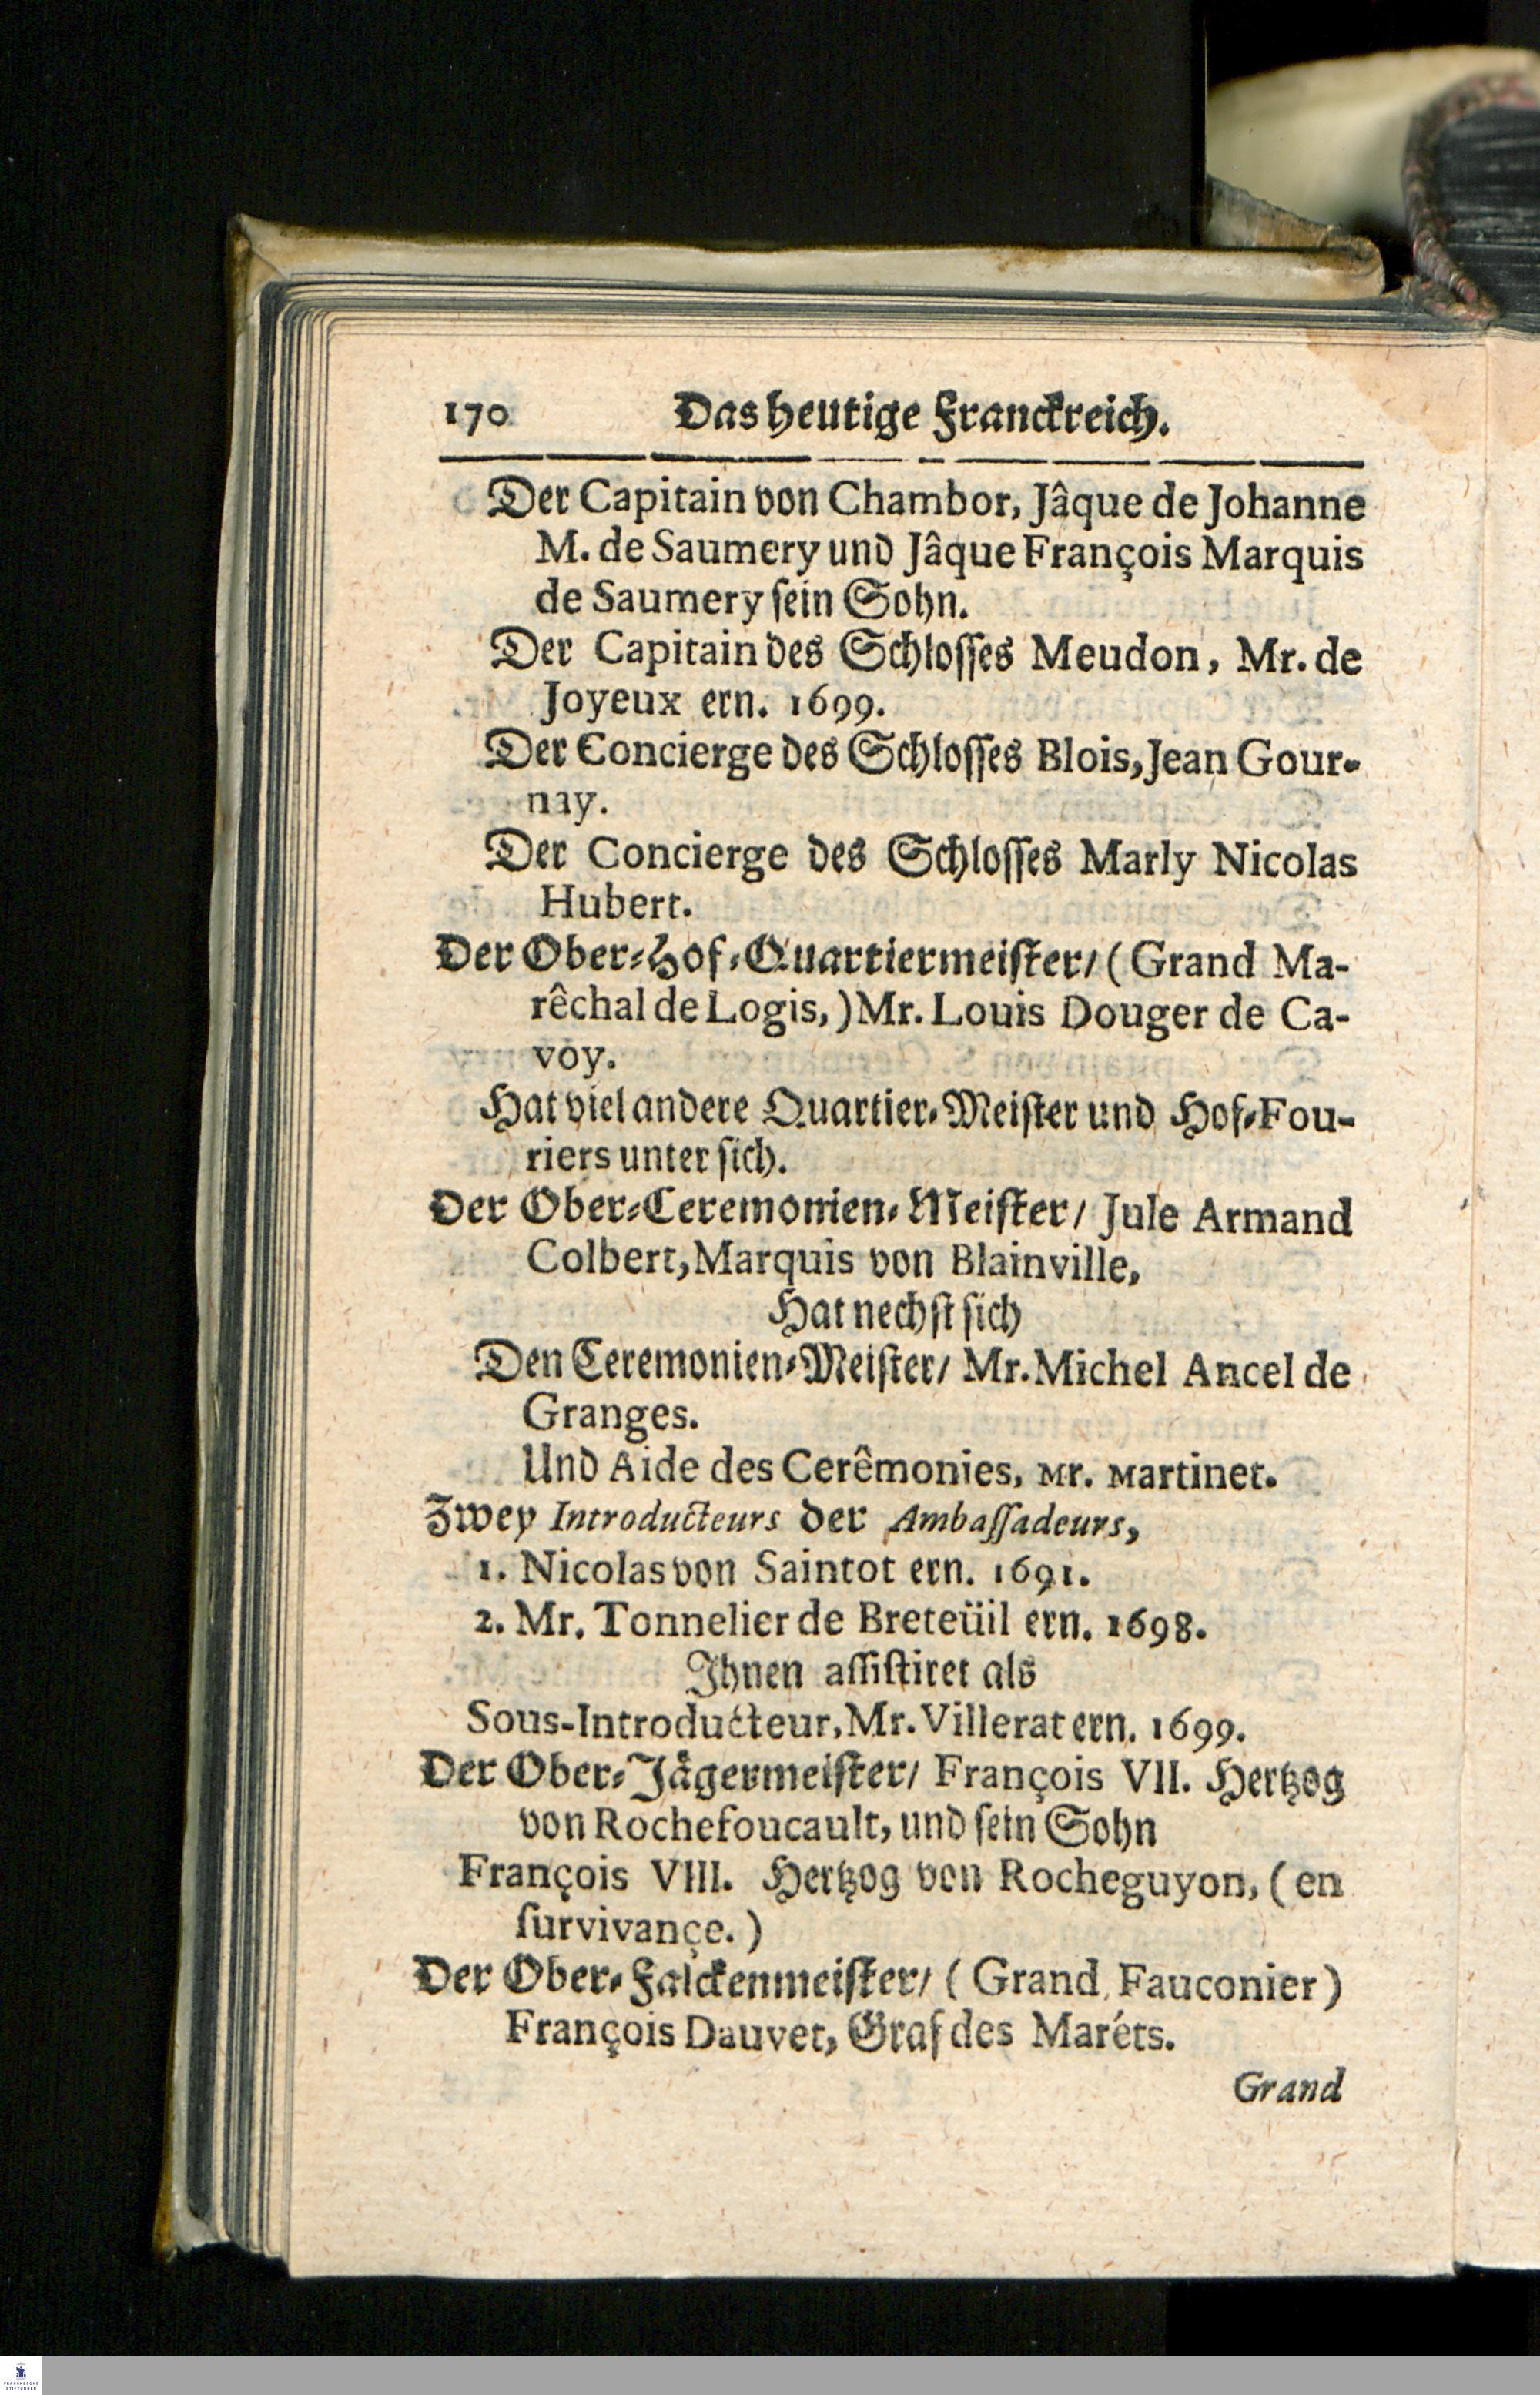 170 Das heutige Franckreich.
Der Capitain von Chambor, Jâque de Johanne
M. de Saumery und Jâque François Marquis
de Saumery sein Sohn.
Der Capitain des Schlosses Meudon, Mr. de
Joyeux ern. 1699.
Der Concierge des Schlosses Blois, Jean Gour-
nay.
Der Concierge des Schlosses Marly Nicolas
Hubert.
Der Ober-Hof-Quartiermeister/ (Grand Ma-
rêchal de Logis,) Mr. Louis Douger de Ca-
voy.
Hat viel andere Quartier-Meister und Hof-Fou-
riers unter sich.
Der Ober-Ceremonien-Meister/ Jule Armand
Colbert, Marquis von Blainville,
Hat nechst sich
Den Ceremonien-Meister/ Mr. Michel Ancel de
Granges.
Und Aide des Cerêmonies, Mr. Martinet.
Zwey Introducteurs der Ambassadeurs,
1. Nicolas von Saintot ern. 1691.
2. Mr. Tonnelier de Breteüil ern. 1698.
Ihnen assistiret als
Sous-Introducteur, Mr. Villerat ern. 1699.
Der Ober-Jägermeister/ François VII. Hertzog
von Rochefoucault, und sein Sohn
François VIII. Hertzog von Rocheguyon, (en
survivançe.)
Der Ober-Falckenmeister/ (Grand Fauconier)
François Dauvet, Graf des Maréts.
Grand
FRANCKESCHE
STIFTUNGEN